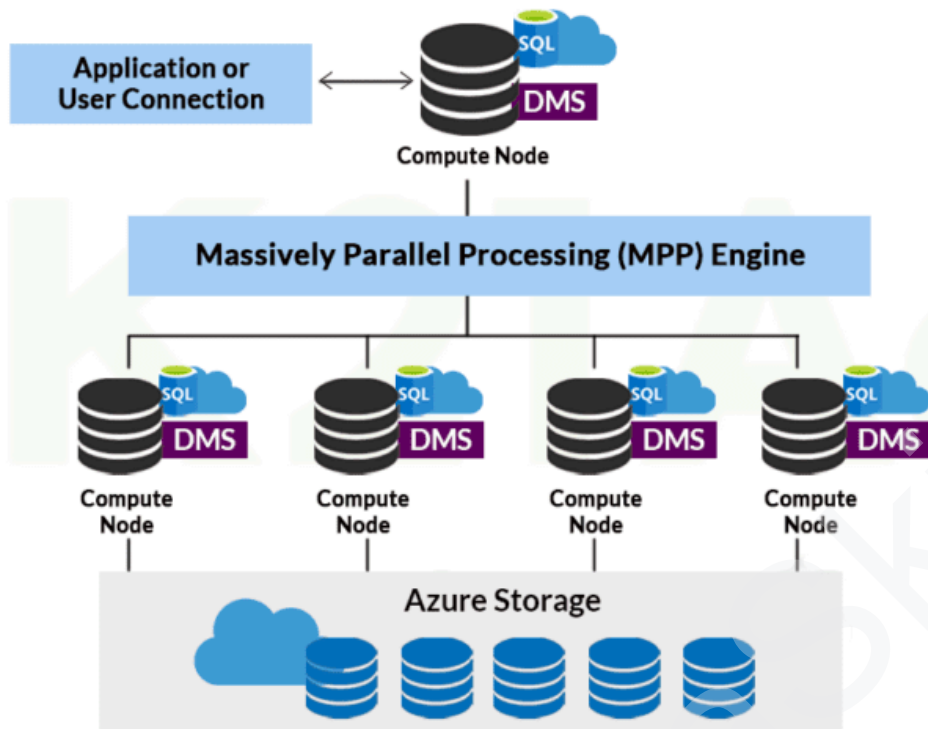 SQL
Application or
User Connection
DMS
Compute Node
Massively Parallel Processing (MPP) Engine
SQL SQL SQL SQL
DMS DMS DMS DMS
Compute Compute Compute Compute
Node Node Node Node
Azure Storage